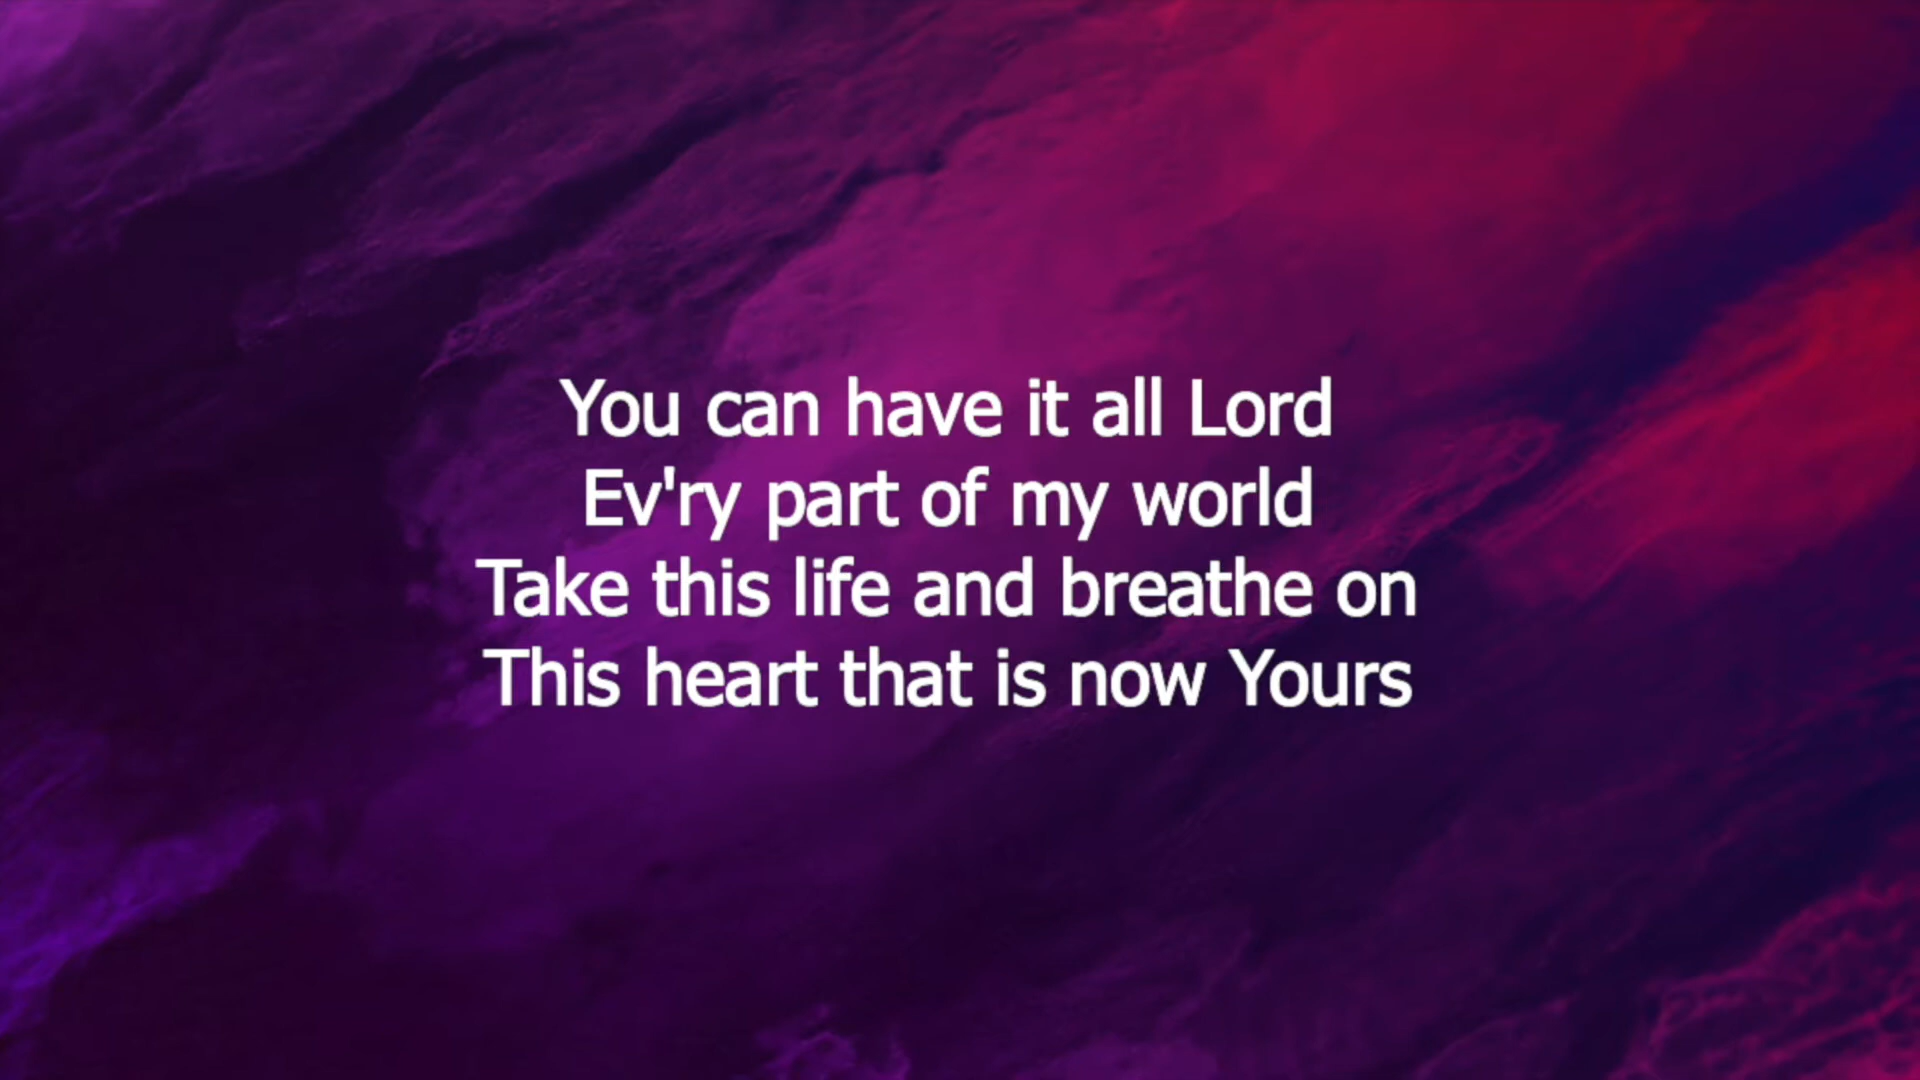 You can have it all Lord
Ev'ry part of my world
Take this life and breathe on
This heart that is now Yours